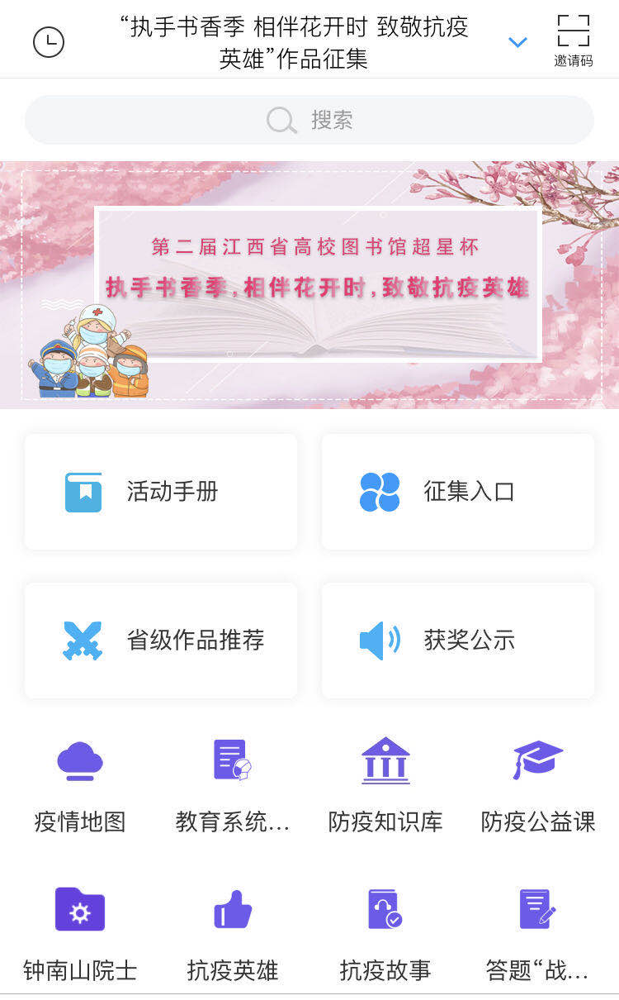 “执手书香季 相伴花开时 致敬抗疫
英雄”作品征集
邀请码
搜索
第二届江西省高校图书馆超星杯
执手书香季,相伴花开时,致敬抗疫英雄
活动手册
征集入口
省级作品推荐
获奖公示
疫情地图
教育系统...
防疫知识库
防疫公益课
钟南山院士
抗疫英雄
抗疫故事
答题“战...